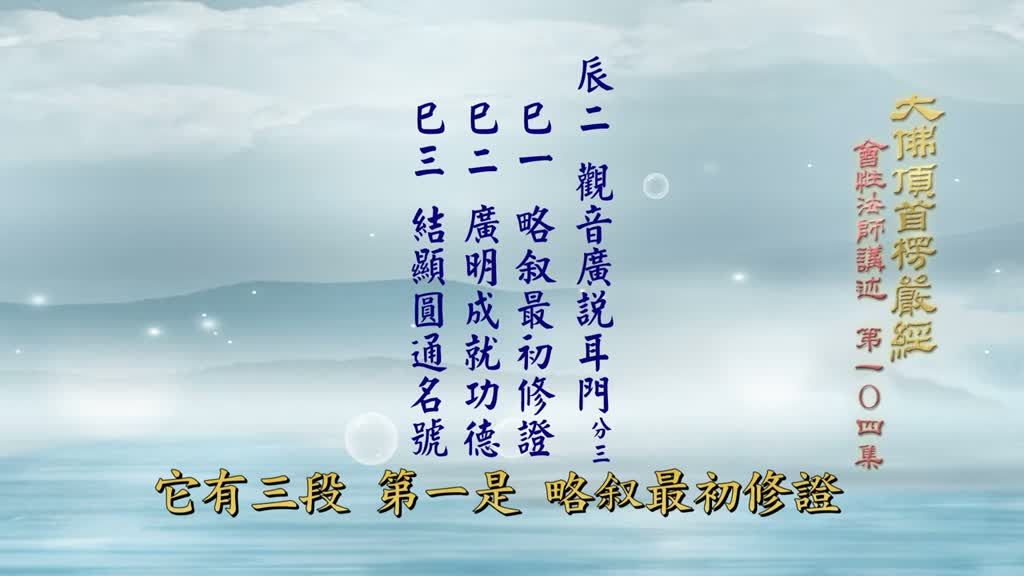 大佛頂首楞嚴經
會性法師講述 第一〇四集
辰二 觀音廣說耳門 分三
巳一 略叙最初修證
巳二 廣明成就功德
巳三 結顯圓通名號
它有三段 第一是 略叙最初修證